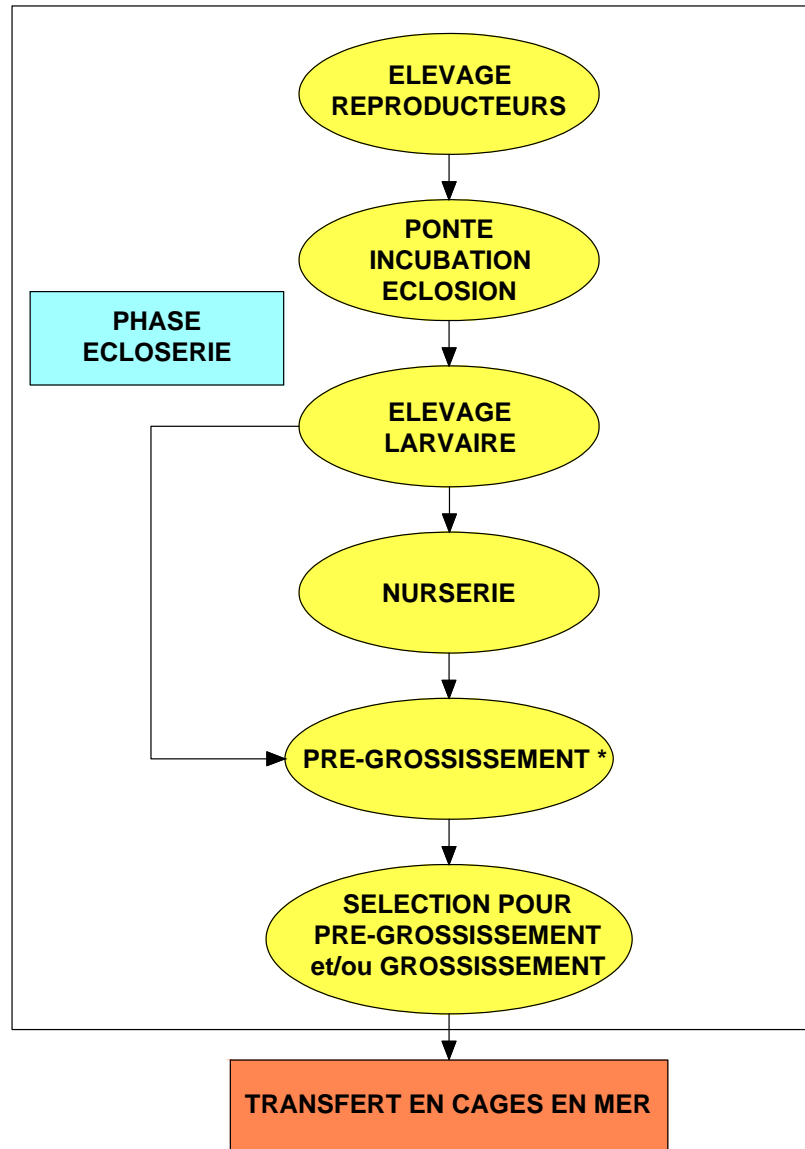 ELEVAGE
REPRODUCTEURS
PONTE
INCUBATION
ECLOSION
PHASE
ECLOSERIE
ELEVAGE
LARVAIRE
NURSERIE
PRE-GROSSISSEMENT *
SELECTION POUR
PRE-GROSSISSEMENT
et/ou GROSSISSEMENT
TRANSFERT EN CAGES EN MER